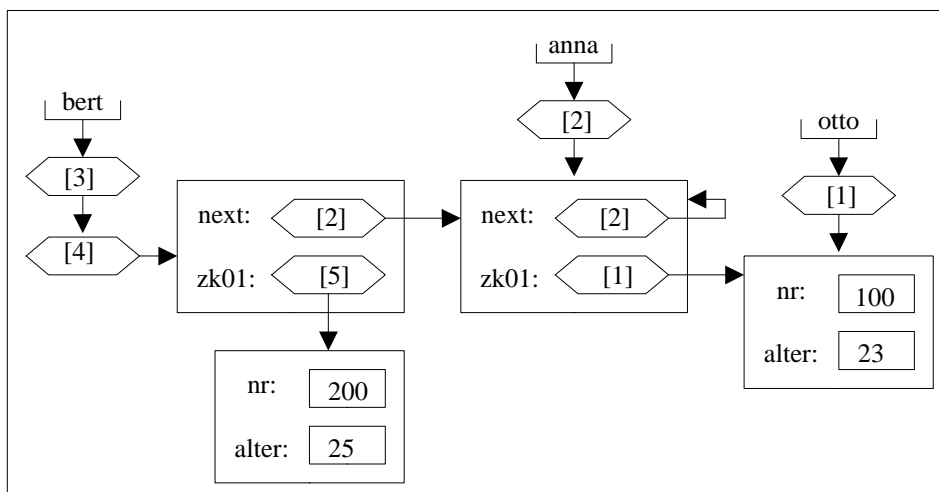 anna
bert
[2]
otto
[3]
[1]
next: [2]
next: [2]
[4]
zk01: [5]
zk01: [1]
nr: 100
alter: 23
nr: 200
alter: 25